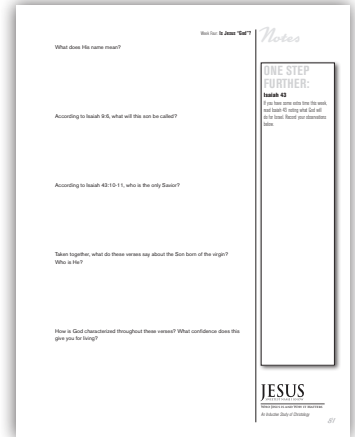 Week One: Is Jesus "God"?
Notes
What does His name mean?
ONE STEP
FURTHER:
Isaiah 43
If you have some extra time this week,
read Isaiah 43 noting what God will
do for Israel. Record your observations
below.
According to Isaiah 9:6, what will this son be called?
According to Isaiah 43:10-11, who is the only Savior?
Taken together, what do these verses say about the Son born of the virgin?
Who is He?
How is God characterized throughout these verses? What confidence does this
give you for living?
JESUS
An Inductive Study of Christology